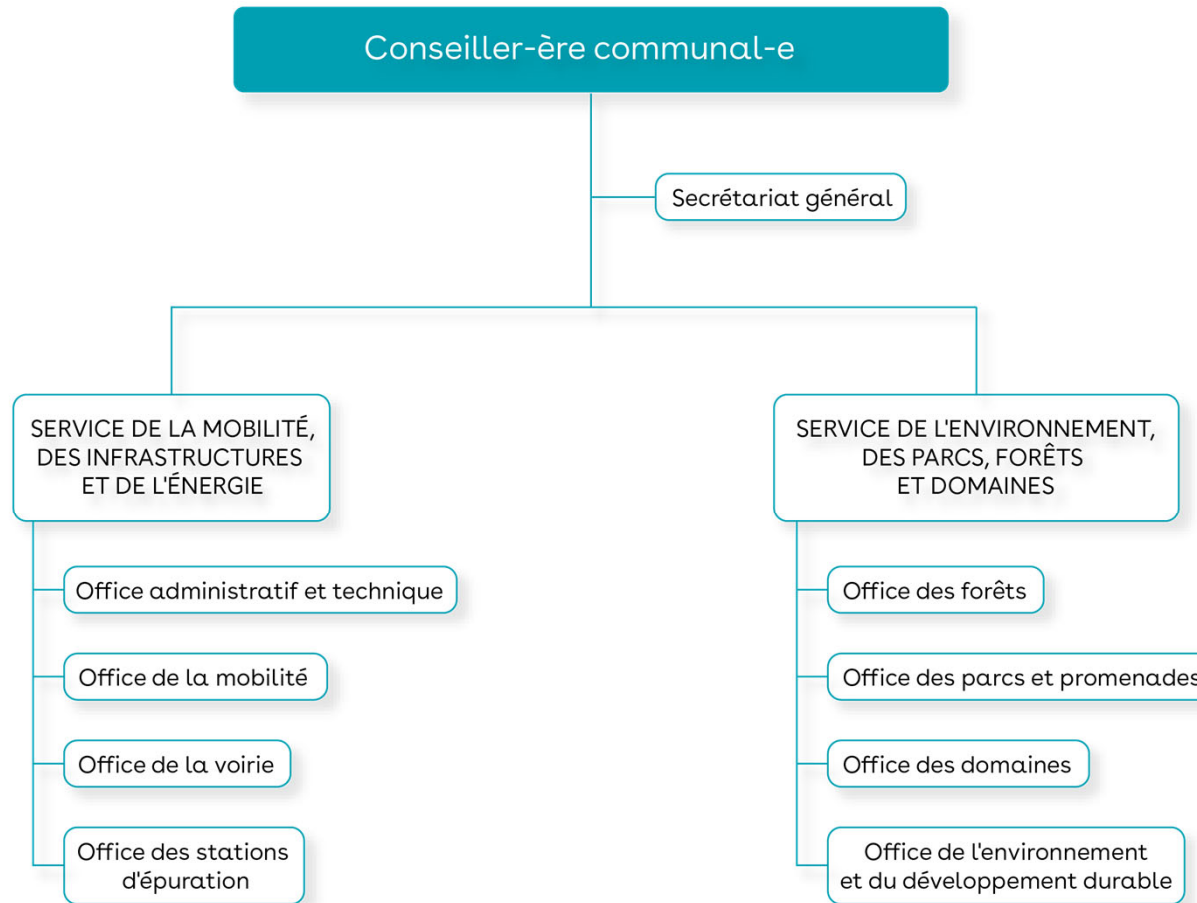 Conseiller-ère communal-e
Secrétariat général
SERVICE DE LA MOBILITÉ,
DES INFRASTRUCTURES
ET DE L'ÉNERGIE
Office administratif et technique
Office de la mobilité
Office de la voirie
Office des stations
d'épuration
SERVICE DE L'ENVIRONNEMENT,
DES PARCS, FORÊTS
ET DOMAINES
Office des forêts
Office des parcs et promenades
Office des domaines
Office de l'environnement
et du développement durable